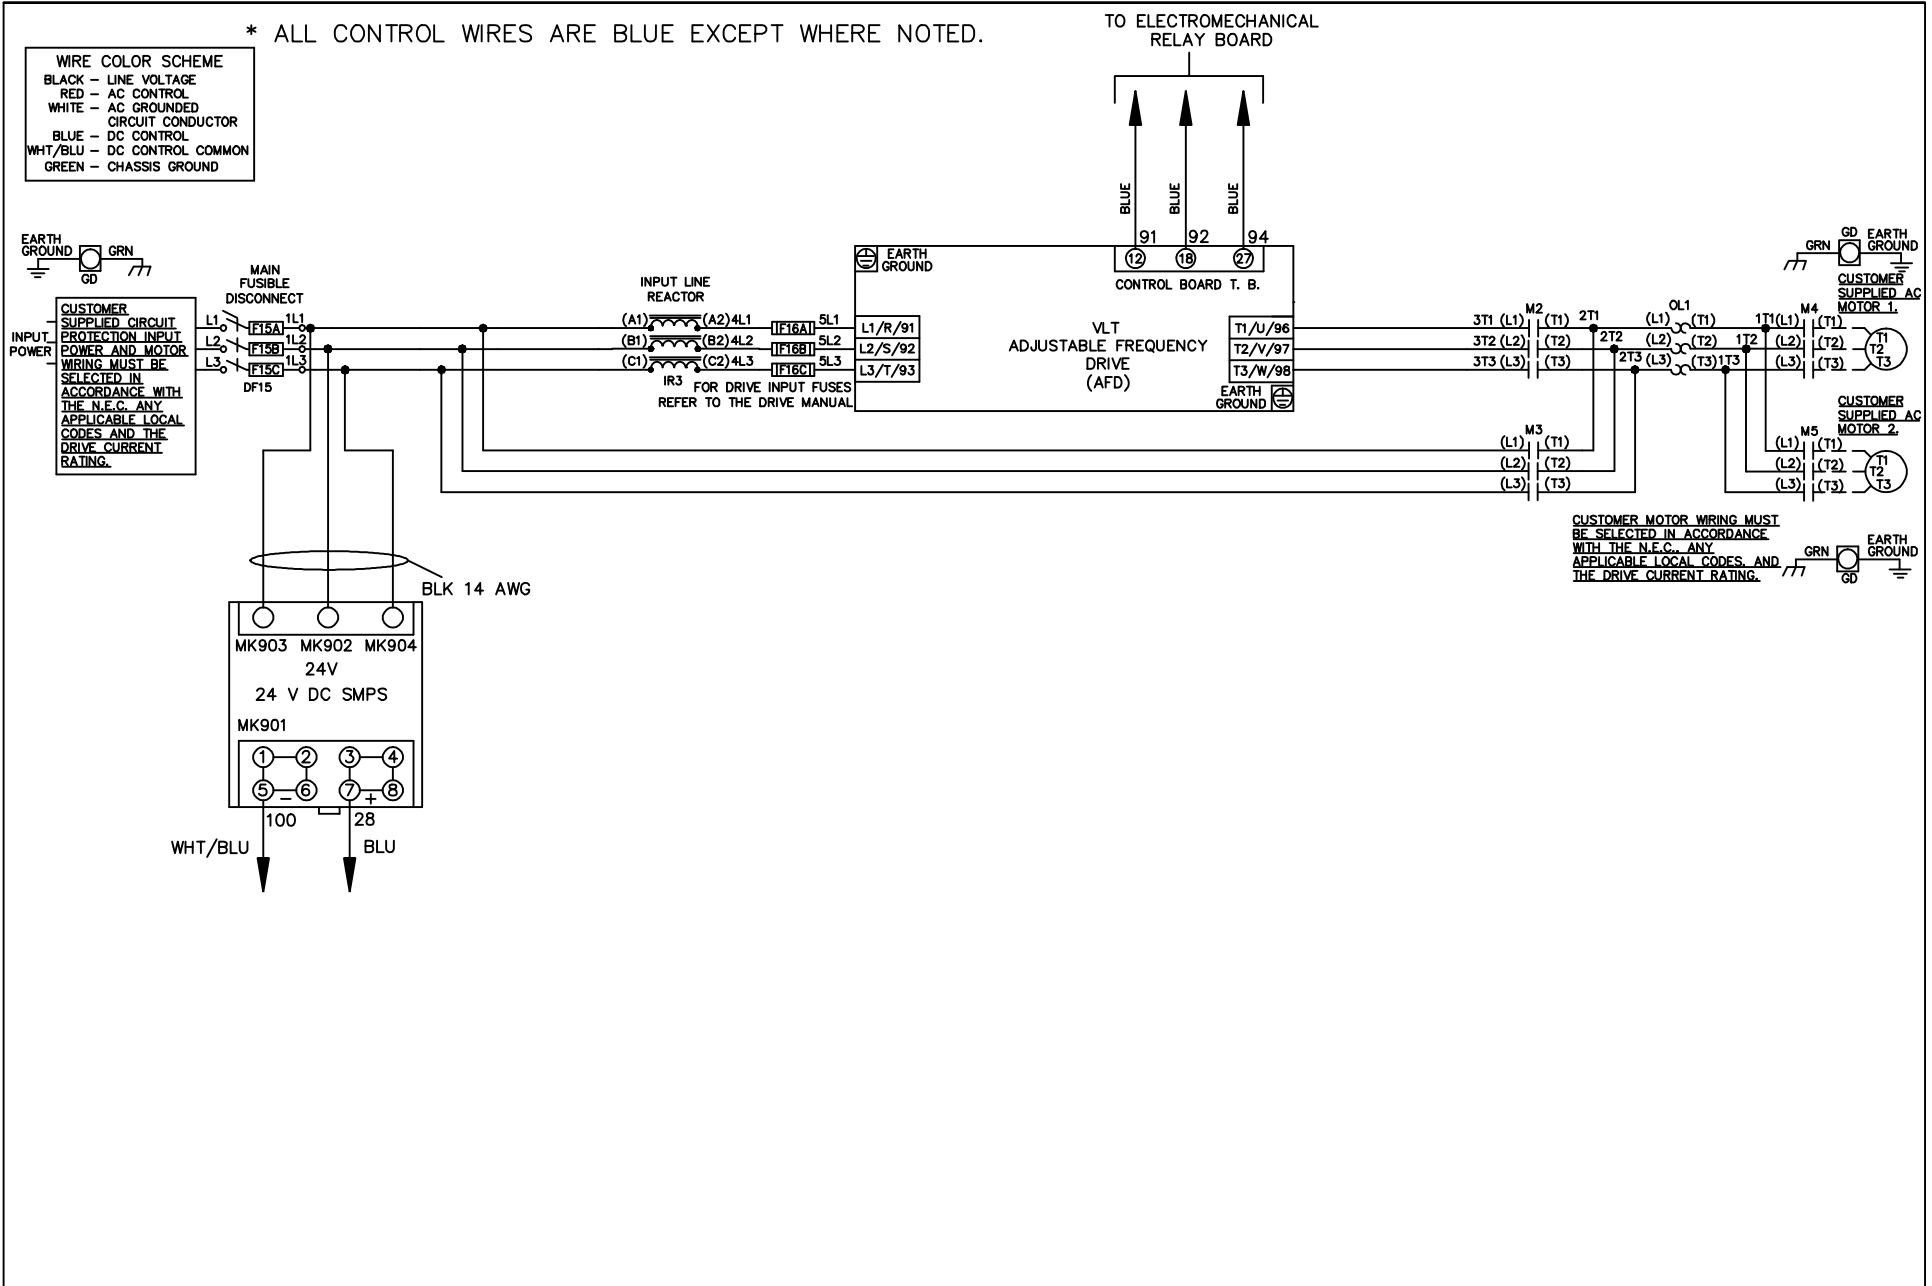 * ALL CONTROL WIRES ARE BLUE EXCEPT WHERE NOTED.
WIRE COLOR SCHEME
BLACK – LINE VOLTAGE
RED – AC CONTROL
WHITE – AC GROUNDED
CIRCUIT CONDUCTOR
BLUE – DC CONTROL
WHT/BLU – DC CONTROL COMMON
GREEN – CHASSIS GROUND
TO ELECTROMECHANICAL
RELAY BOARD
BLUE
BLUE
BLUE
91 92 94
12 18 27
CONTROL BOARD T. B.
EARTH
GROUND
GRN
GD
INPUT
POWER
CUSTOMER
SUPPLIED CIRCUIT
PROTECTION INPUT
POWER AND MOTOR
WIRING MUST BE
SELECTED IN
ACCORDANCE WITH
THE N.E.C. ANY
APPLICABLE LOCAL
CODES AND THE
DRIVE CURRENT
RATING.
MAIN
FUSIBLE
DISCONNECT
L1 F15A 1L1
L2 F15B 1L2
L3 F15C 1L3
DF15
INPUT LINE
REACTOR
(A1) (A2) 4L1 F16A 5L1
(B1) (B2) 4L2 F16B 5L2
(C1) (C2) 4L3 F16C 5L3
IR3
FOR DRIVE INPUT FUSES
REFER TO THE DRIVE MANUAL
EARTH
GROUND
L1/R/91
L2/S/92
L3/T/93
VLT
ADJUSTABLE FREQUENCY
DRIVE
(AFD)
T1/U/96
T2/V/97
T3/W/98
EARTH
GROUND
M2
3T1 (L1) (T1) 2T1
3T2 (L2) (T2) 2T2
3T3 (L3) (T3) 2T3
OL1
(L1) (T1) 1T1
(L2) (T2) 1T2
(L3) (T3) 1T3
M4
(L1) (T1)
(L2) (T2)
(L3) (T3)
T1
T2
T3
GRN
GD
EARTH
GROUND
CUSTOMER
SUPPLIED AC
MOTOR 1.
M3
(L1) (T1)
(L2) (T2)
(L3) (T3)
CUSTOMER
SUPPLIED AC
MOTOR 2.
M5
(L1) (T1)
(L2) (T2)
(L3) (T3)
T1
T2
T3
CUSTOMER MOTOR WIRING MUST
BE SELECTED IN ACCORDANCE
WITH THE N.E.C., ANY
APPLICABLE LOCAL CODES, AND
THE DRIVE CURRENT RATING.
GRN
GD
EARTH
GROUND
BLK 14 AWG
MK903 MK902 MK904
24V
24 V DC SMPS
MK901
1 2 3 4
5 6 7 8
– +
100 28
WHT/BLU BLU